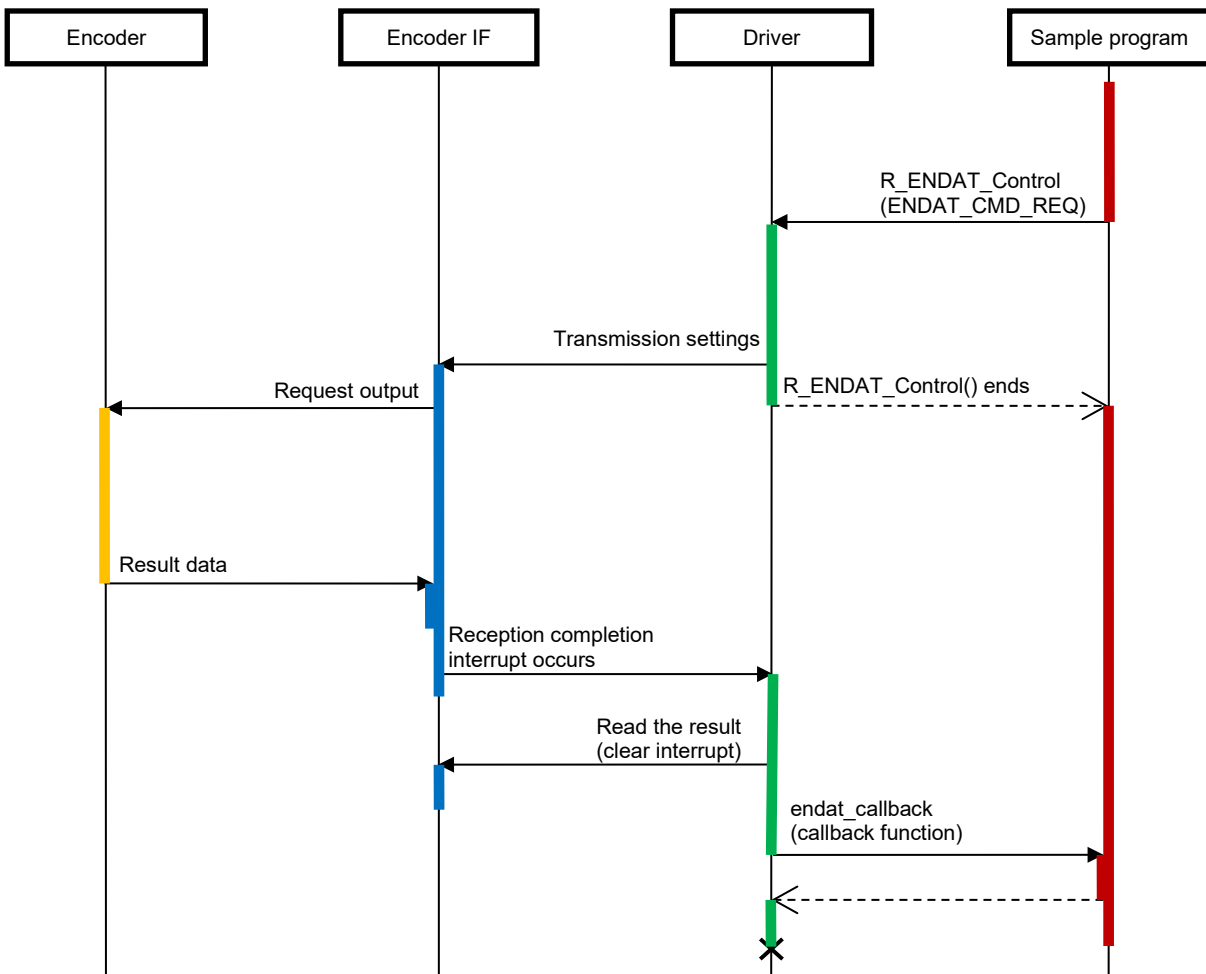 Encoder
Encoder IF
Driver
Sample program
R_ENDAT_Control
(ENDAT_CMD_REQ)
Transmission settings
Request output
R_ENDAT_Control() ends
Result data
Reception completion
interrupt occurs
Read the result
(clear interrupt)
endat_callback
(callback function)